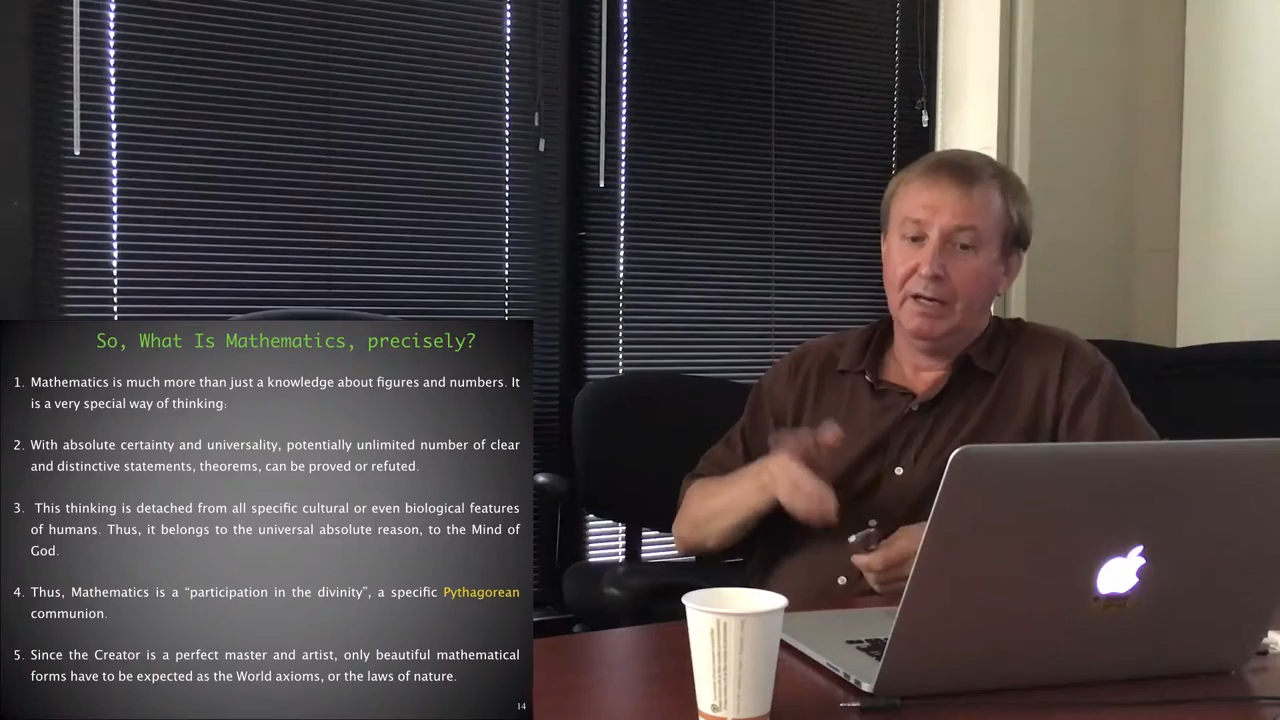 So, What Is Mathematics, precisely?
1. Mathematics is much more than just a knowledge about figures and numbers. It
is a very special way of thinking:
2. With absolute certainty and universality, potentially unlimited number of clear
and distinctive statements, theorems, can be proved or refuted.
3. This thinking is detached from all specific cultural or even biological features
of humans. Thus, it belongs to the universal absolute reason, to the Mind of
God.
4. Thus, Mathematics is a “participation in the divinity”, a specific Pythagorean
communion.
5. Since the Creator is a perfect master and artist, only beautiful mathematical
forms have to be expected as the World axioms, or the laws of nature.
14